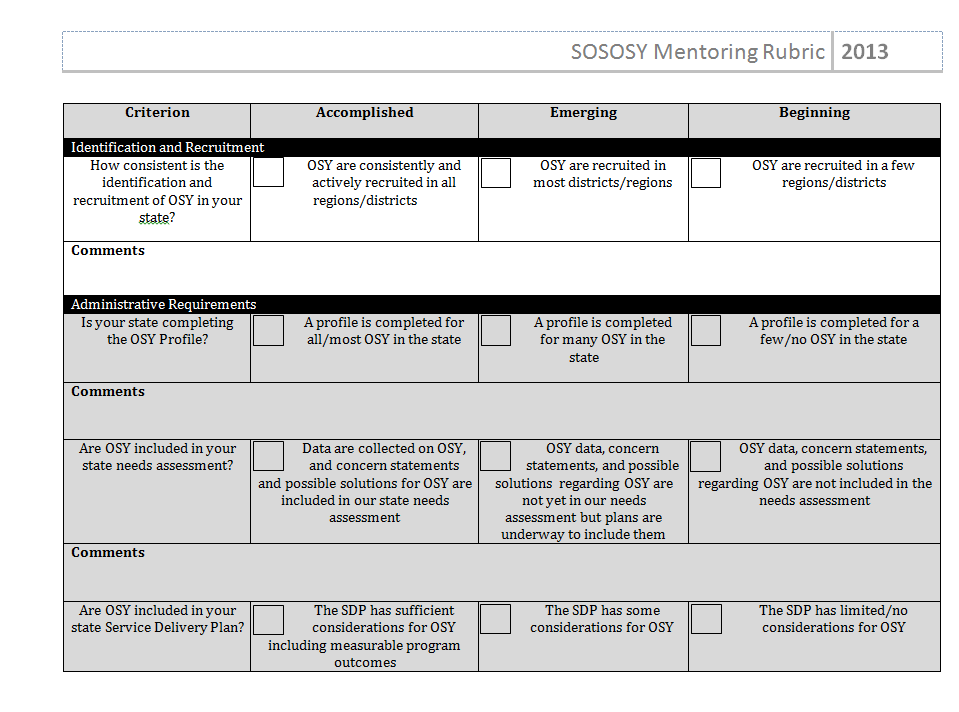 SOSOSY Mentoring Rubric 2013
Criterion Accomplished Emerging Beginning
Identification and Recruitment
How consistent is the
identification and
recruitment of OSY in your
state?
OSY are consistently and
actively recruited in all
regions/districts
OSY are recruited in
most districts/regions
OSY are recruited in a few
regions/districts
Comments
Administrative Requirements
Is your state completing
the OSY Profile?
A profile is completed for
all/most OSY in the state
A profile is completed
for many OSY in the
state
A profile is completed for a
few/no OSY in the state
Comments
Are OSY included in your
state needs assessment?
Data are collected on OSY,
and concern statements
and possible solutions for OSY are
included in our state needs
assessment
OSY data, concern
statements, and possible
solutions regarding OSY are
not yet in our needs
assessment but plans are
underway to include them
OSY data, concern statements,
and possible solutions
regarding OSY are not included in the
needs assessment
Comments
Are OSY included in your
state Service Delivery Plan?
The SDP has sufficient
considerations for OSY
including measurable program
outcomes
The SDP has some
considerations for OSY
The SDP has limited/no
considerations for OSY